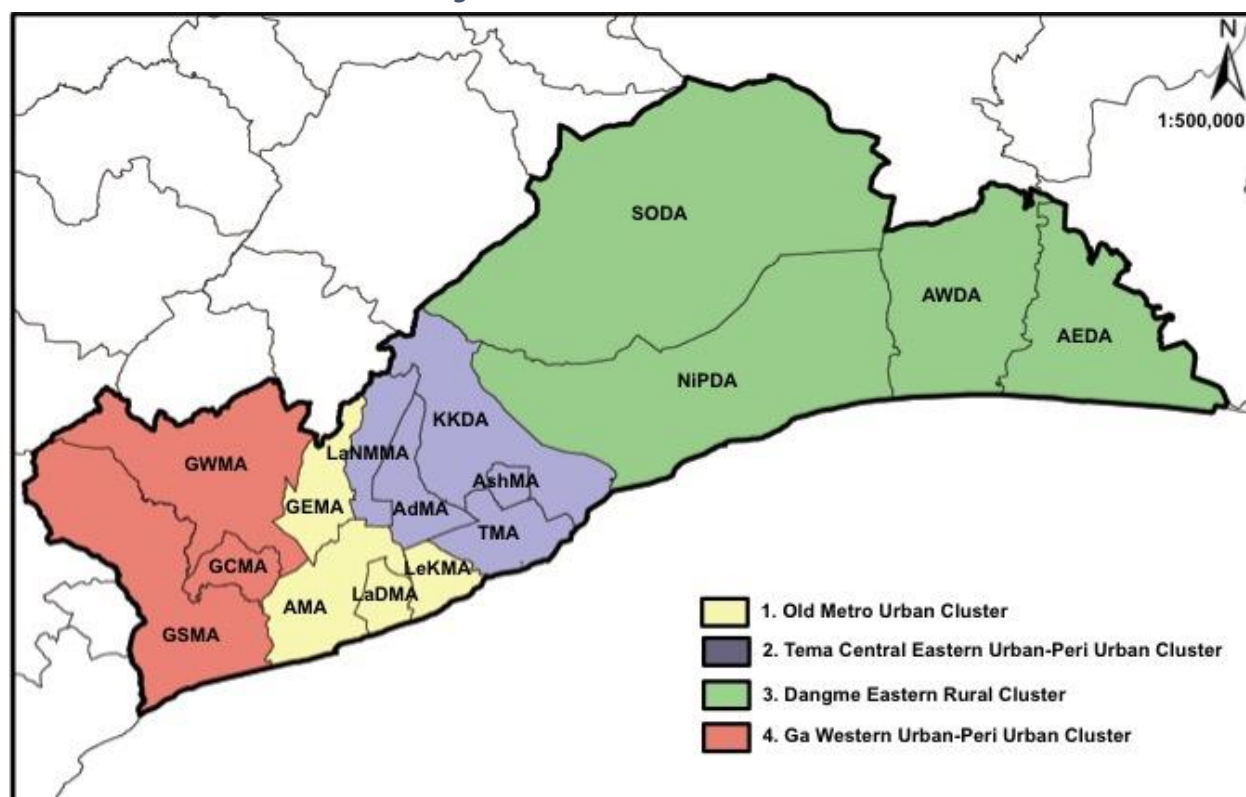 N
1:500,000
SODA
AWDA
AEDA
NiPDA
KKDA
LaNMMA
GWMA
AshMA
GEMA
AdMA
TMA
GCMA
LeKMA
LaDMA
AMA
GSMA
1. Old Metro Urban Cluster
2. Tema Central Eastern Urban-Peri Urban Cluster
3. Dangme Eastern Rural Cluster
4. Ga Western Urban-Peri Urban Cluster